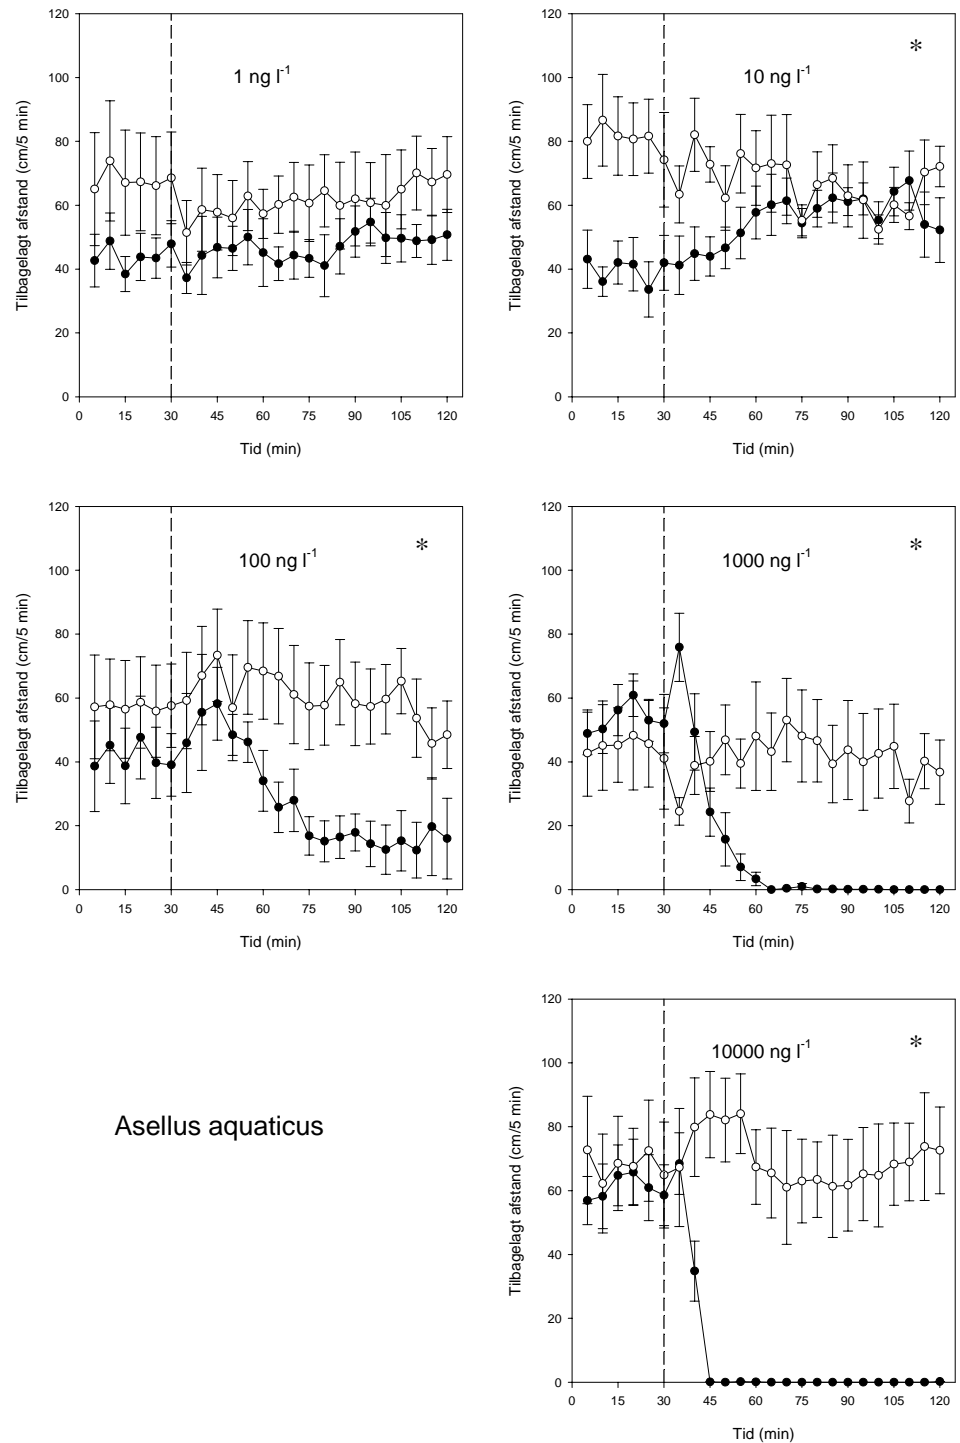 120
100
80
60
40
20
0
Tilbagelagt afstand (cm/5 min)
1 ng l⁻¹
0 15 30 45 60 75 90 105 120
Tid (min)
120
100
80
60
40
20
0
Tilbagelagt afstand (cm/5 min)
10 ng l⁻¹
*
0 15 30 45 60 75 90 105 120
Tid (min)
120
100
80
60
40
20
0
Tilbagelagt afstand (cm/5 min)
100 ng l⁻¹
*
0 15 30 45 60 75 90 105 120
Tid (min)
120
100
80
60
40
20
0
Tilbagelagt afstand (cm/5 min)
1000 ng l⁻¹
*
0 15 30 45 60 75 90 105 120
Tid (min)
Asellus aquaticus
120
100
80
60
40
20
0
Tilbagelagt afstand (cm/5 min)
10000 ng l⁻¹
*
0 15 30 45 60 75 90 105 120
Tid (min)